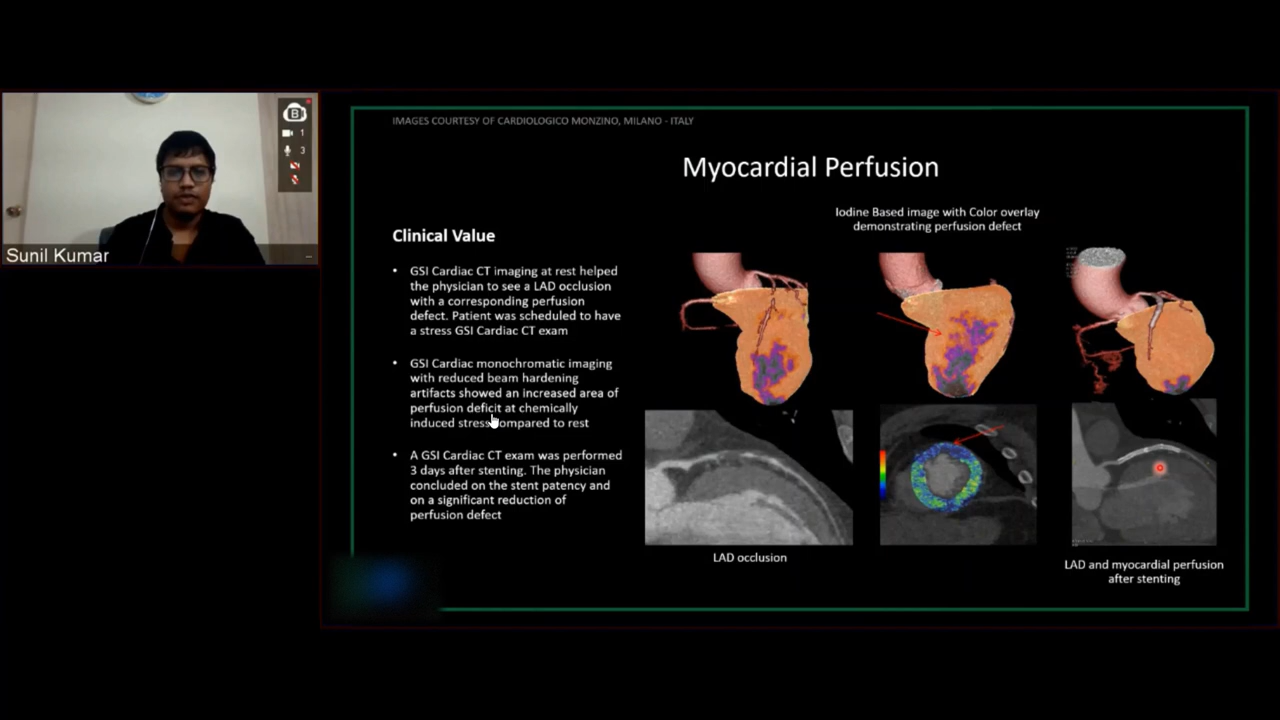 B
1
3
Sunil Kumar
IMAGES COURTESY OF CARDIOLOGICO MONZINO, MILANO - ITALY
Myocardial Perfusion
Clinical Value
• GSI Cardiac CT imaging at rest helped
the physician to see a LAD occlusion
with a corresponding perfusion
defect. Patient was scheduled to have
a stress GSI Cardiac CT exam
• GSI Cardiac monochromatic imaging
with reduced beam hardening
artifacts showed an increased area of
perfusion deficit at chemically
induced stress compared to rest
• A GSI Cardiac CT exam was performed
3 days after stenting. The physician
concluded on the stent patency and
on a significant reduction of
perfusion defect
Iodine Based image with Color overlay
demonstrating perfusion defect
LAD occlusion
LAD and myocardial perfusion
after stenting